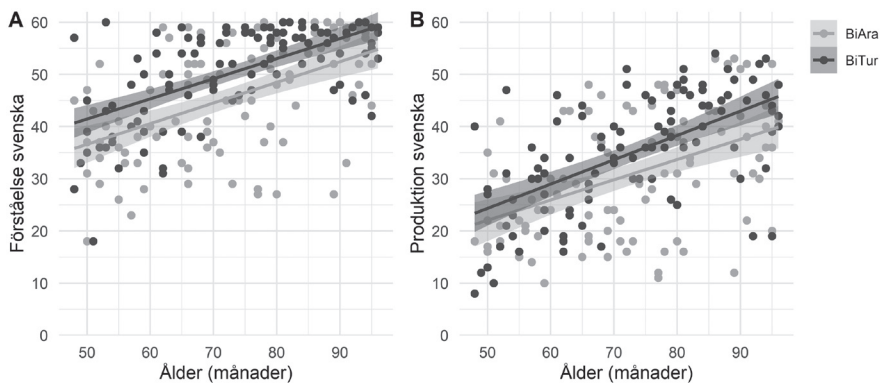 A
Förståelse svenska
60
50
40
30
20
10
0
50 60 70 80 90
Ålder (månader)
B
Produktion svenska
60
50
40
30
20
10
0
50 60 70 80 90
Ålder (månader)
BiAra
BiTur